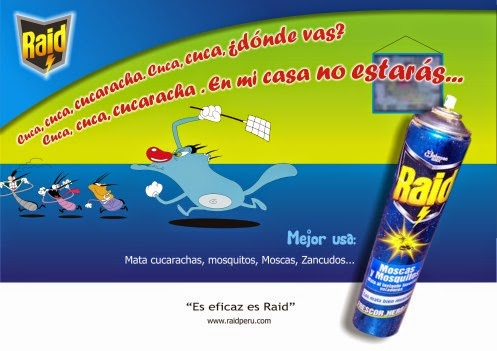 Raid
Cuca, cuca, cucaracha. Cuca, cuca, ¿dónde vas?
Cuca, cuca, cucaracha . En mi casa no estarás...
Raid
Moscas
y Mosquitos
Mejor usa:
Mata cucarachas, mosquitos, Moscas, Zancudos...
“Es eficaz es Raid”
www.raidperu.com